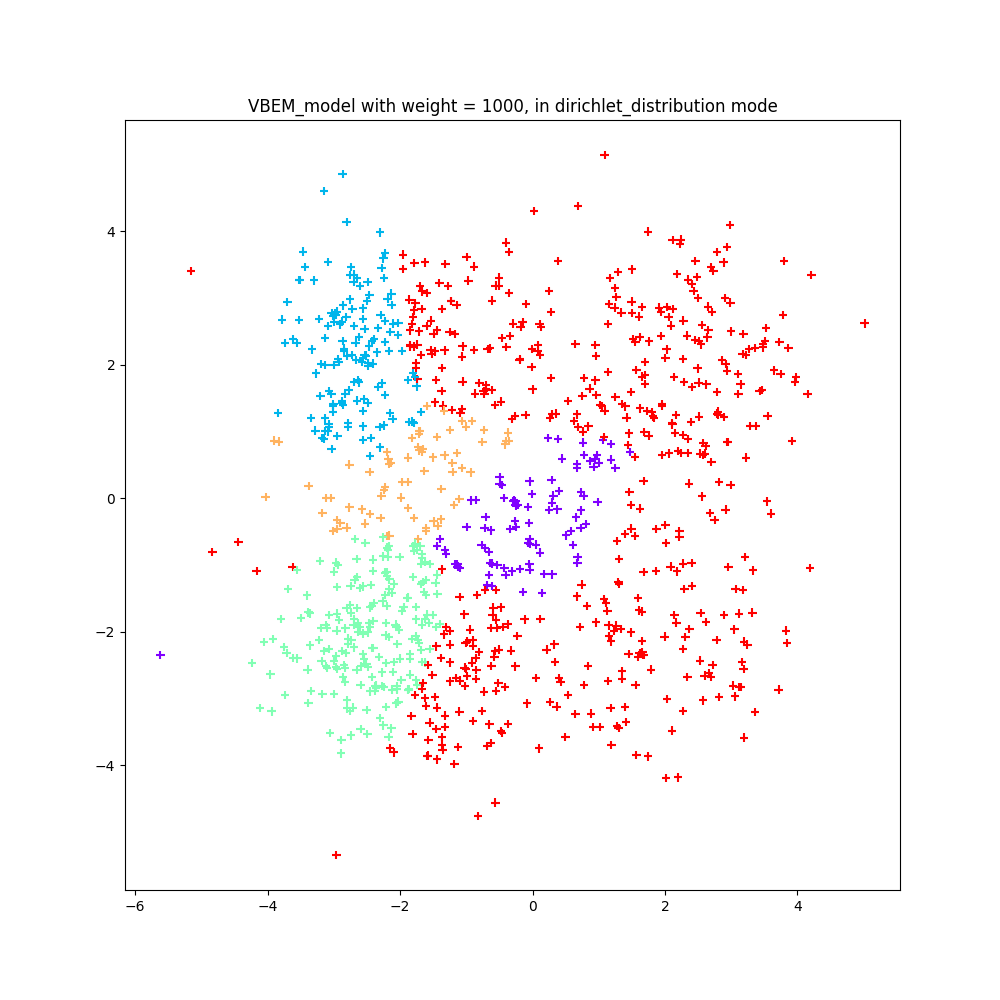 VBEM_model with weight = 1000, in dirichlet_distribution mode
4
2
0
−2
−4
−6 −4 −2 0 2 4